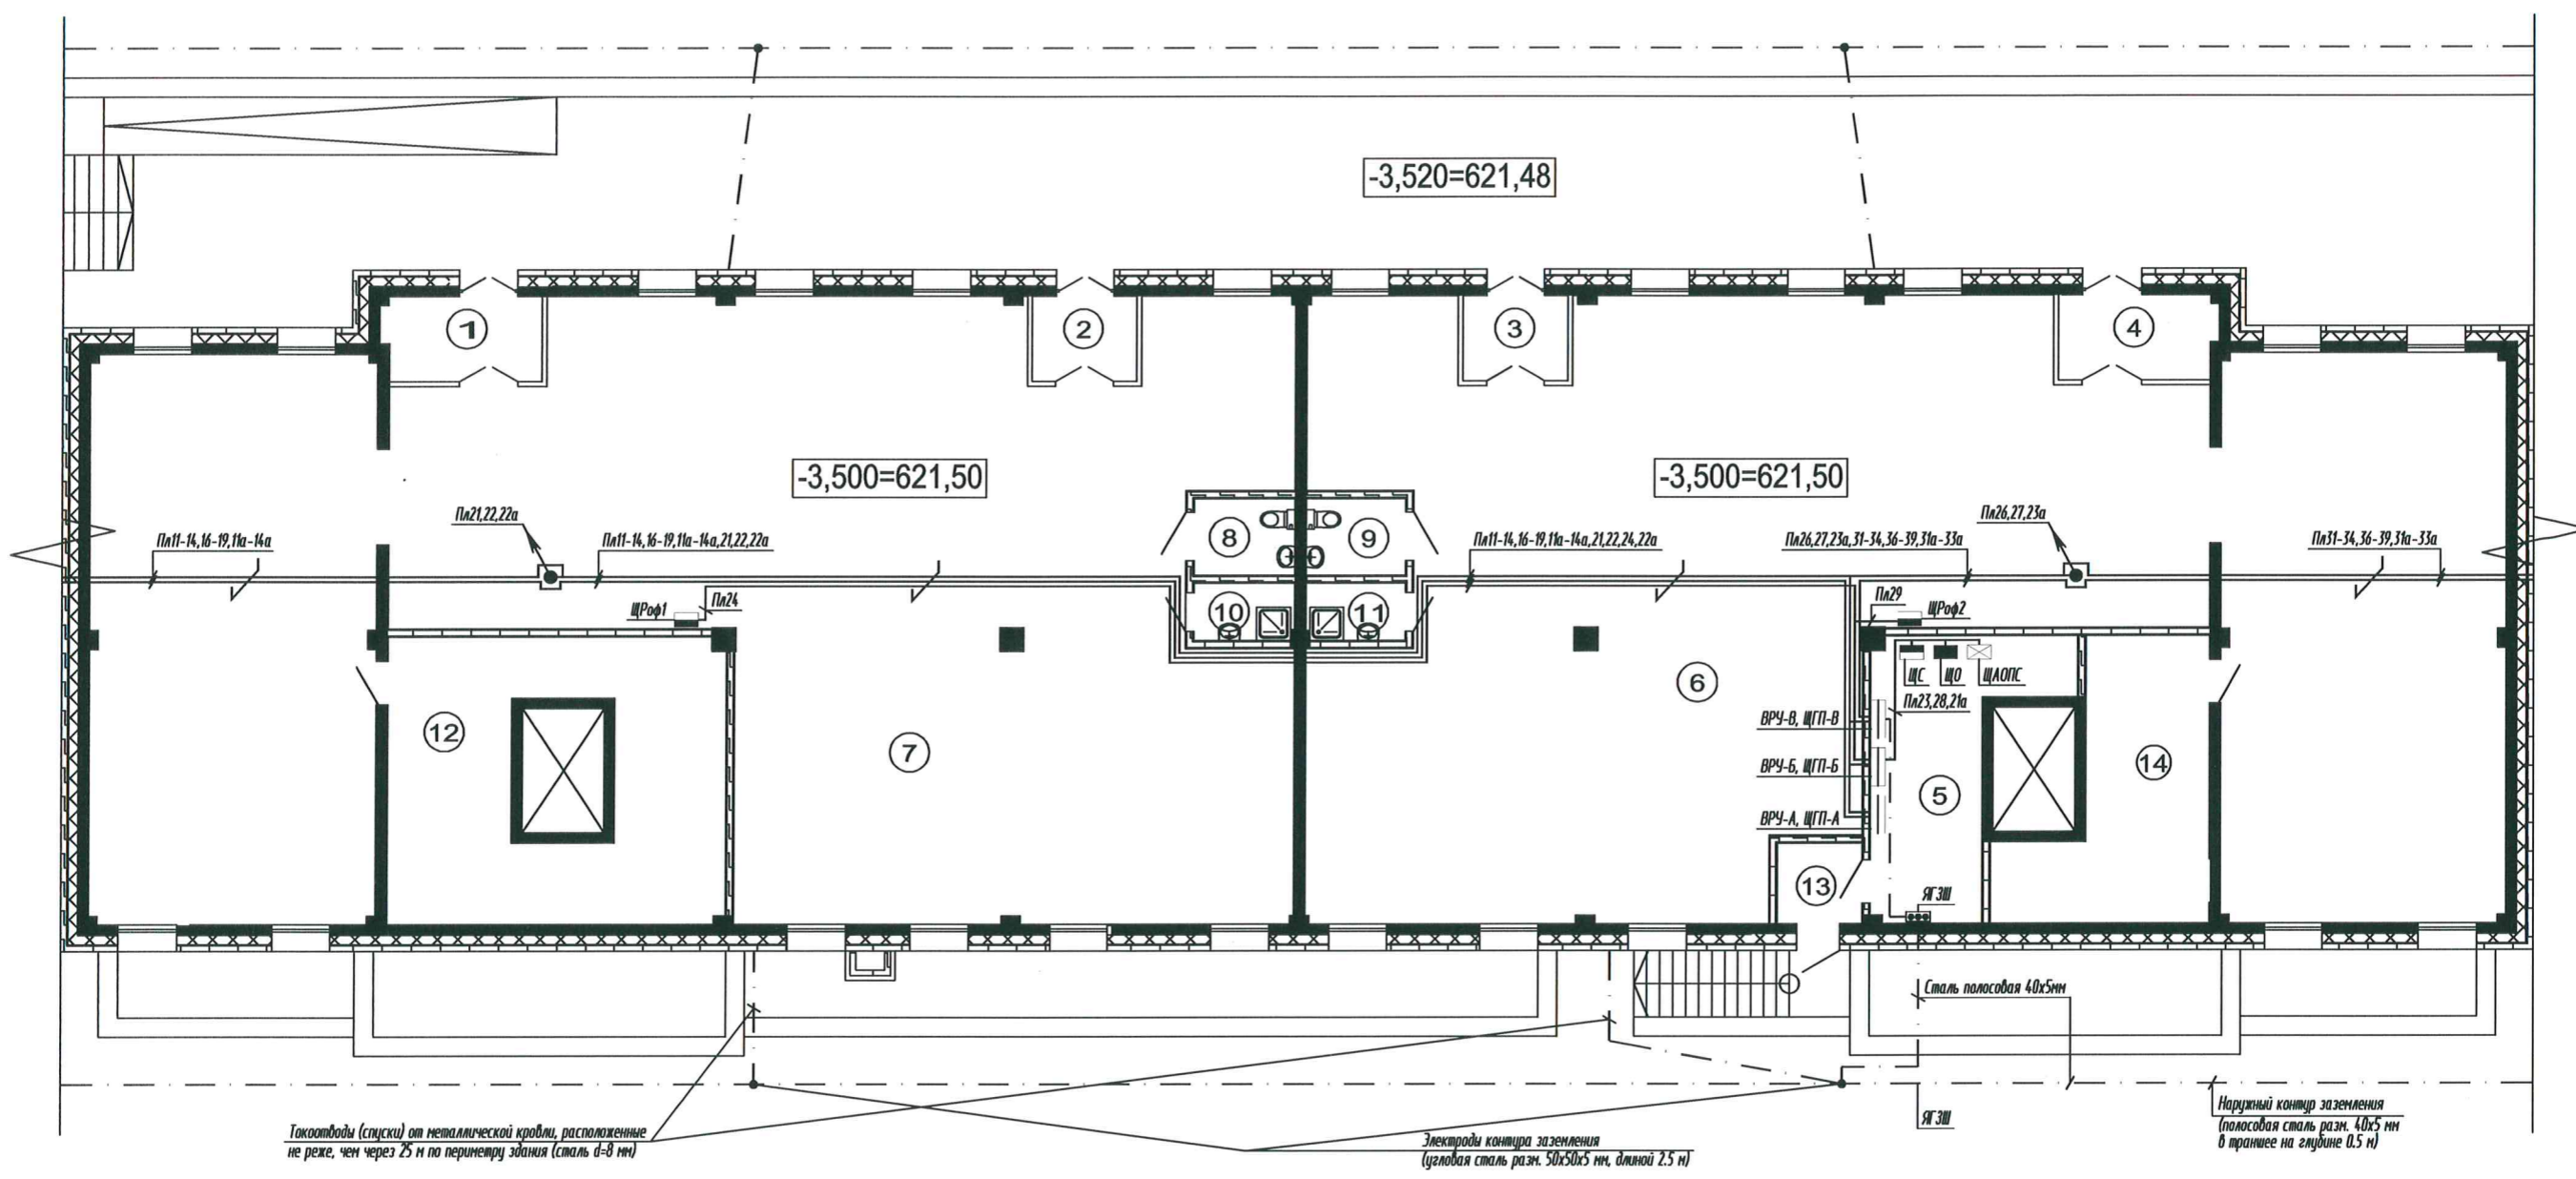 -3,520=621,48
1
2
3
4
-3,500=621,50
-3,500=621,50
Пл21,22,22а
Пл26,27,23а
Пл11-14,16-19,11а-14а
Пл11-14,16-19,11а-14а,21,22,22а
8
9
Пл11-14,16-19,11а-14а,21,22,24,22а
Пл26,27,23а,31-34,36-39,31а-33а
Пл31-34,36-39,31а-33а
ЩРоф1
Пл24
10
11
Пл29
ЩРоф2
ЩС
ЩО
ЩАОПС
6
Пл23,28,21а
12
7
ВРУ-В, ЩГП-В
ВРУ-Б, ЩГП-Б
14
5
ВРУ-А, ЩГП-А
13
ЯГЗШ
Сталь полосовая 40х5мм
ЯГЗШ
Наружный контур заземления
(полосовая сталь разм. 40х5 мм
в траншее на глубине 0.5 м)
Токоотводы (спуски) от металлической кровли, расположенные
не реже, чем через 25 м по периметру здания (сталь d=8 мм)
Электроды контура заземления
(угловая сталь разм. 50х50х5 мм, длиной 2.5 м)